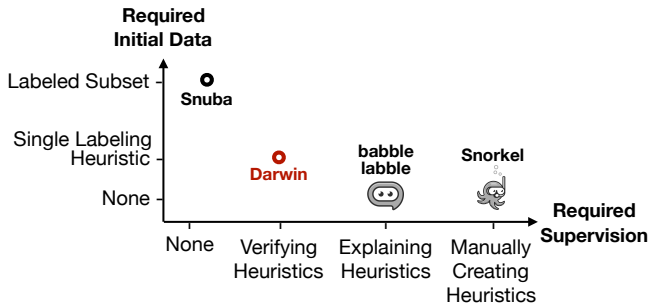 Required
Initial Data
Labeled Subset
Snuba
Single Labeling
Heuristic
Darwin
babble
labble
Snorkel
None
Required
Supervision
None
Verifying
Heuristics
Explaining
Heuristics
Manually
Creating
Heuristics